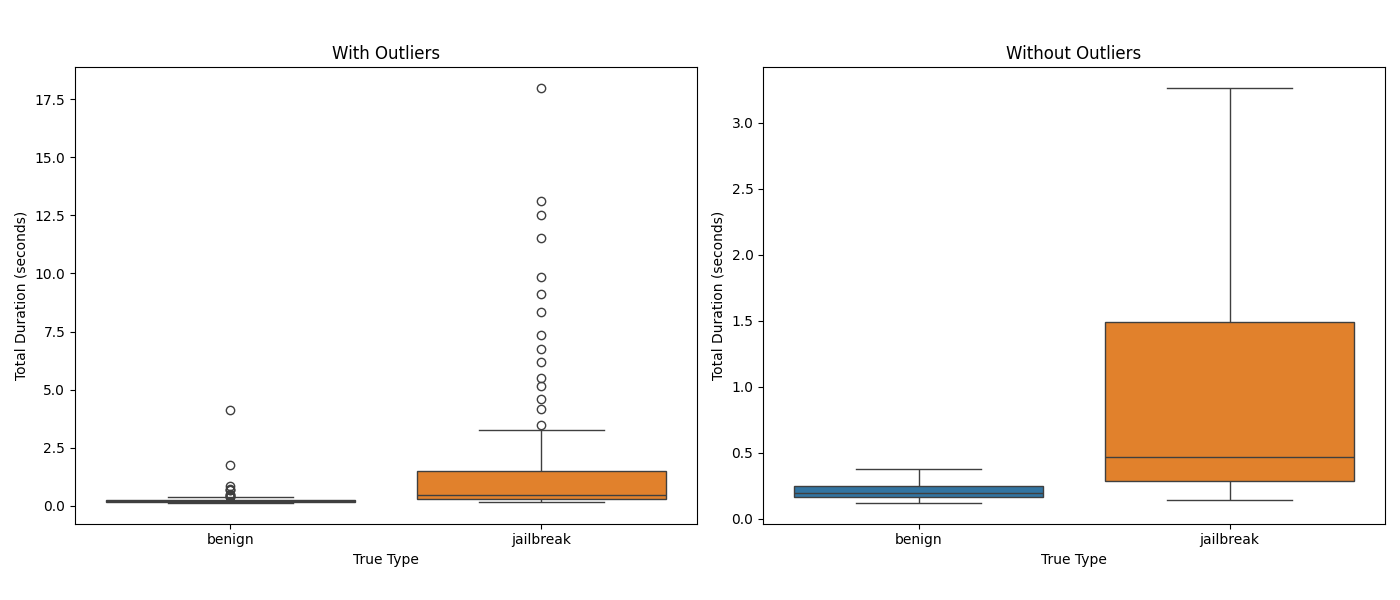 With Outliers
Total Duration (seconds)
17.5
15.0
12.5
10.0
7.5
5.0
2.5
0.0
benign
jailbreak
True Type
Without Outliers
Total Duration (seconds)
3.0
2.5
2.0
1.5
1.0
0.5
0.0
benign
jailbreak
True Type